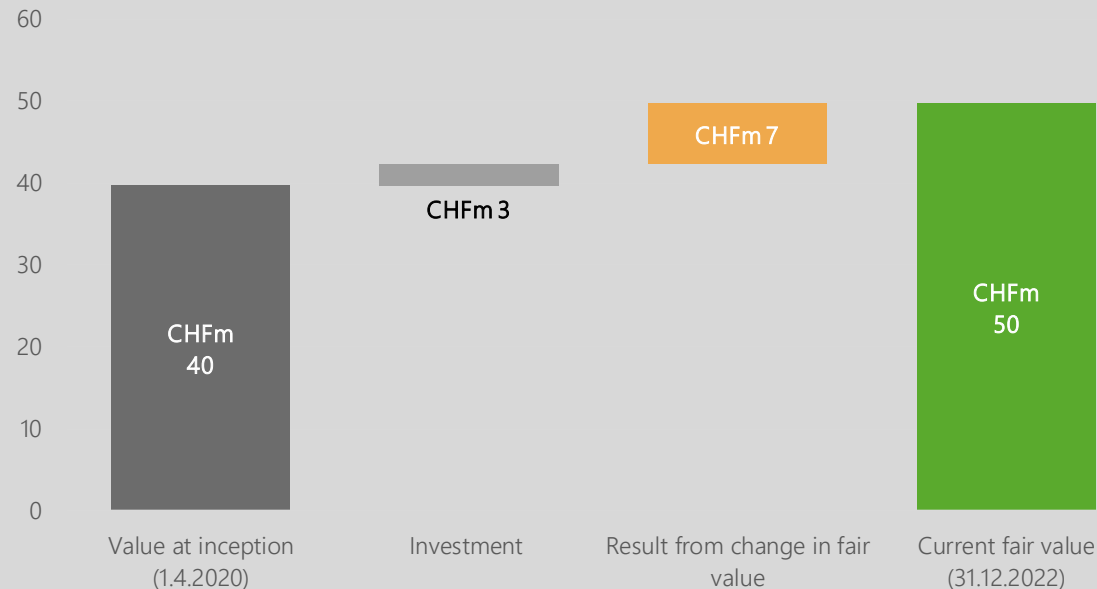 60
50
40
30
20
10
0
CHFm
40
CHFm 3
CHFm 7
CHFm
50
Value at inception
(1.4.2020)
Investment
Result from change in fair
value
Current fair value
(31.12.2022)